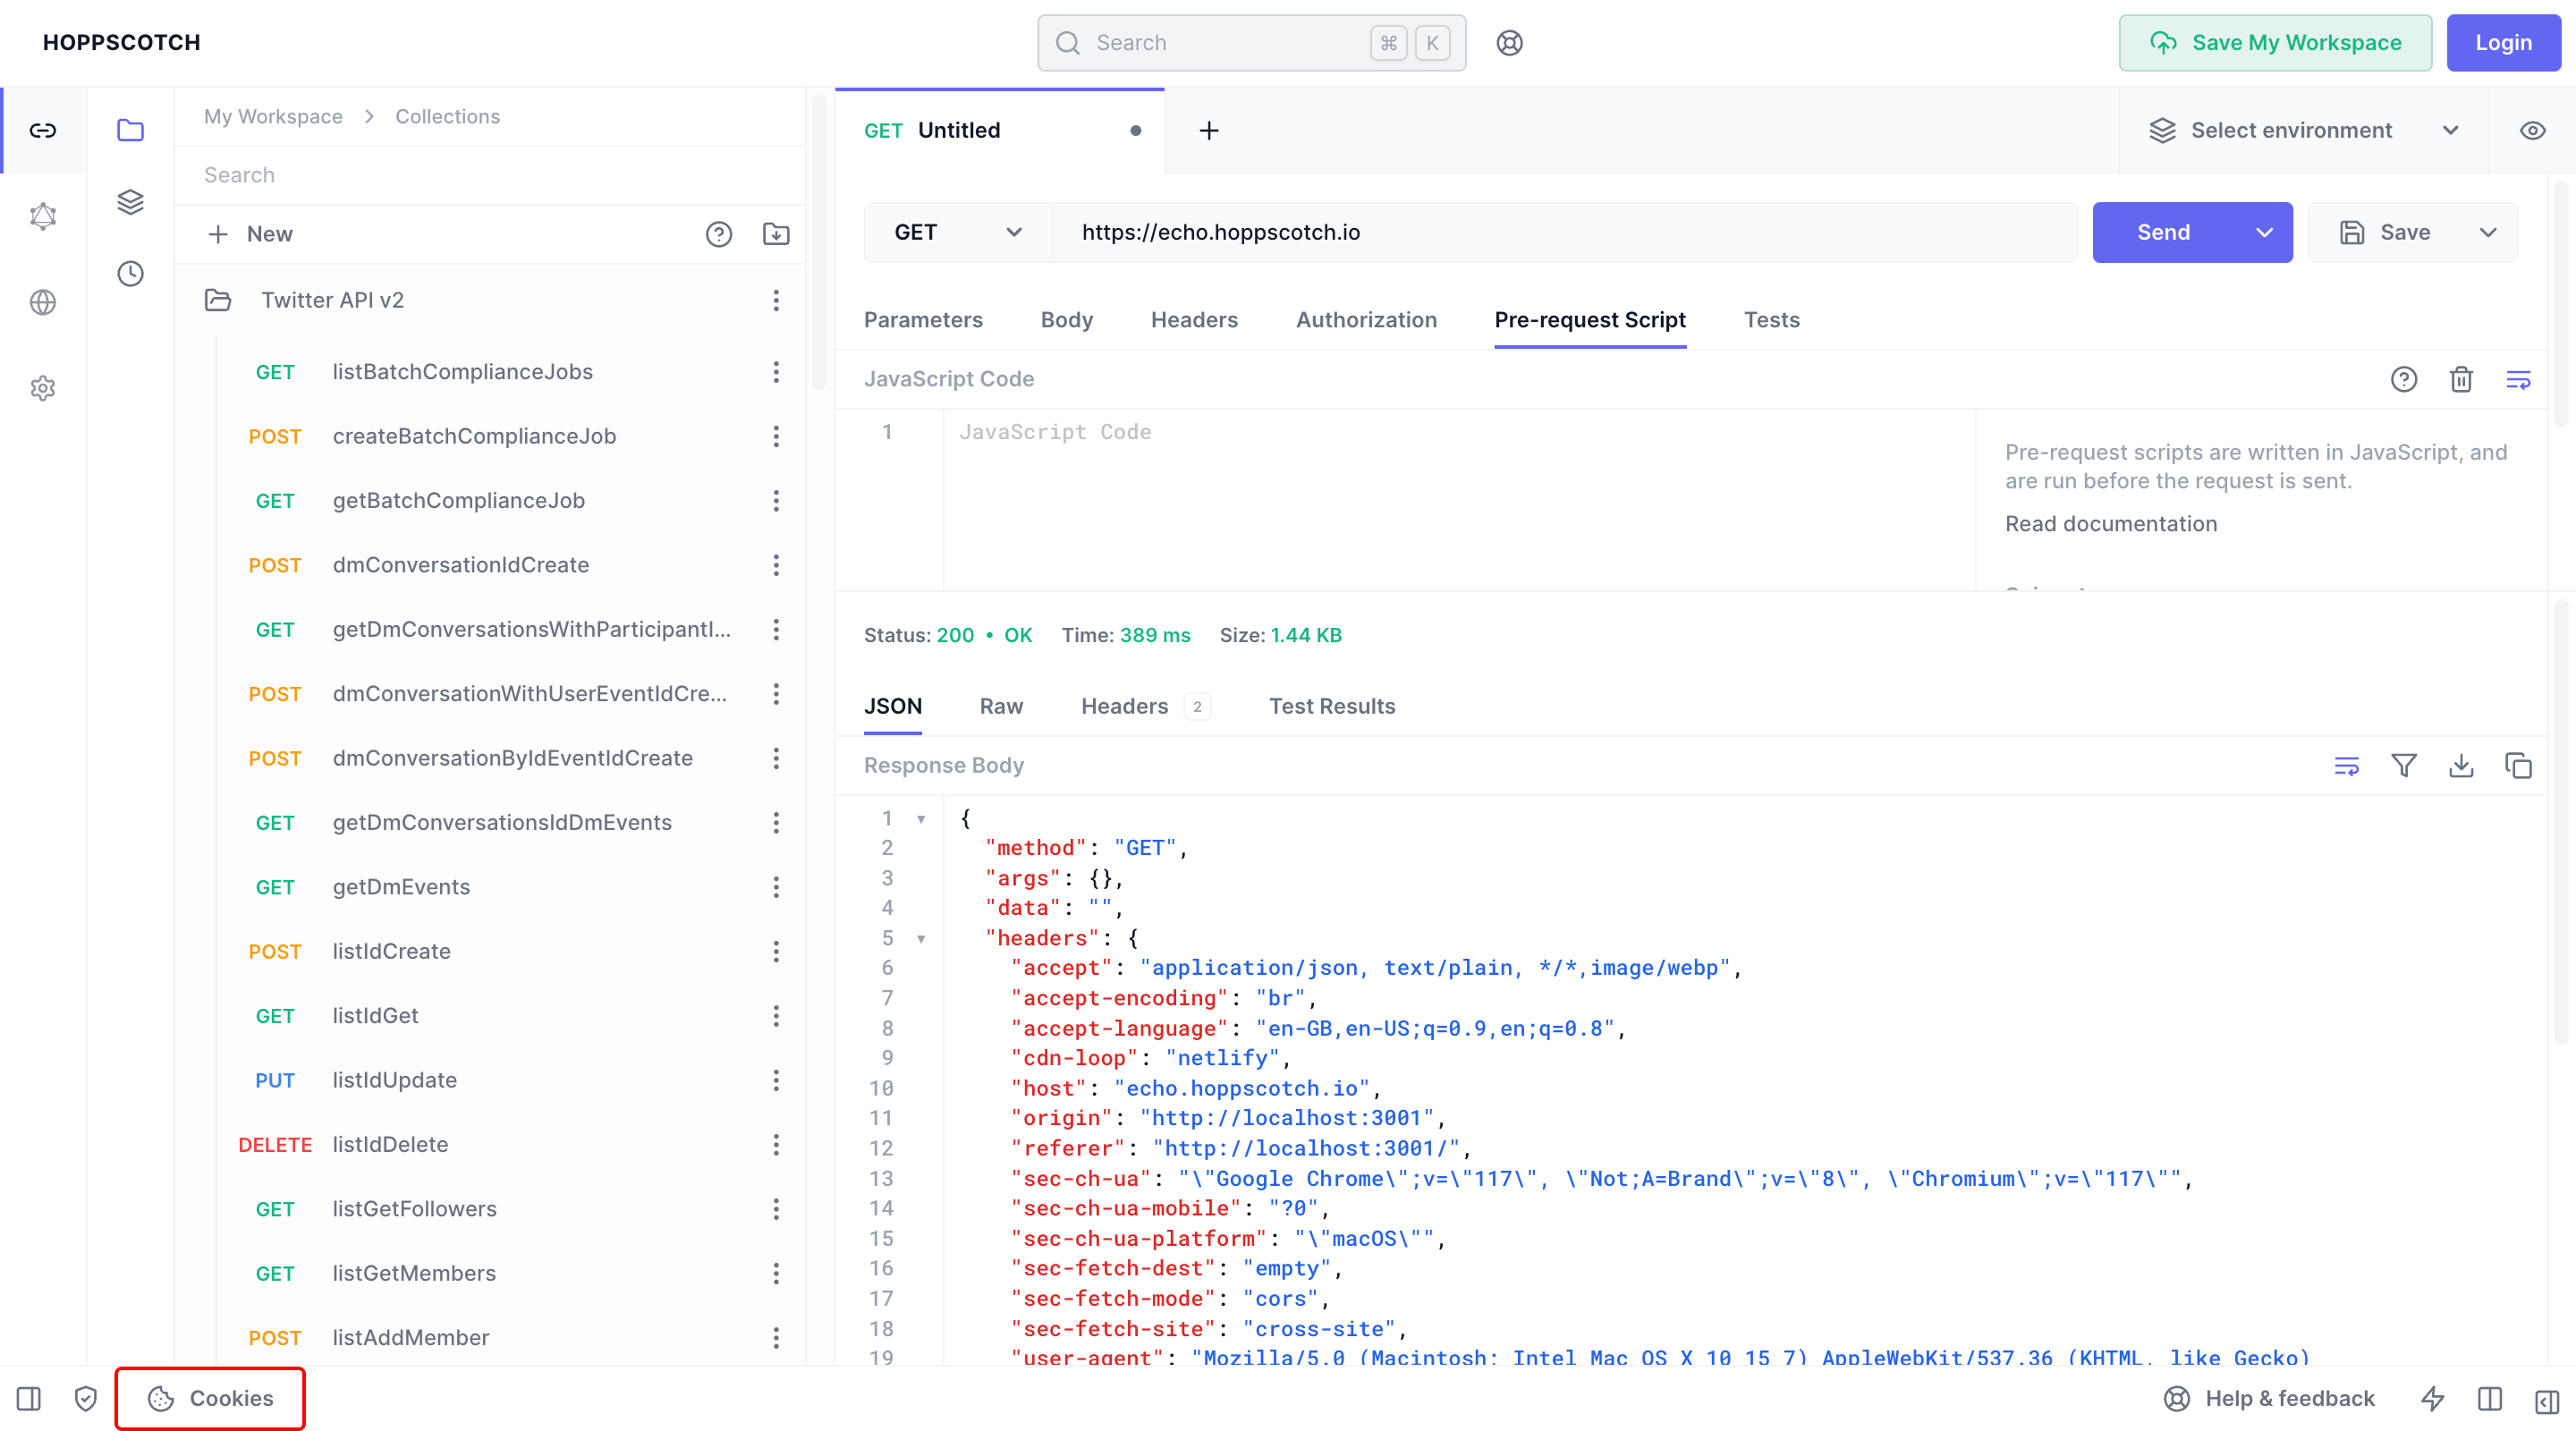 HOPPSCOTCH
Search ⌘ K
Save My Workspace
Login
My Workspace > Collections
Search
+ New
Twitter API v2
GET listBatchComplianceJobs
POST createBatchComplianceJob
GET getBatchComplianceJob
POST dmConversationIdCreate
GET getDmConversationsWithParticipantI...
POST dmConversationWithUserEventIdCre...
POST dmConversationByIdEventIdCreate
GET getDmConversationsIdDmEvents
GET getDmEvents
POST listIdCreate
GET listIdGet
PUT listIdUpdate
DELETE listIdDelete
GET listGetFollowers
GET listGetMembers
POST listAddMember
GET Untitled
Select environment
GET https://echo.hoppscotch.io
Send
Save
Parameters Body Headers Authorization Pre-request Script Tests
JavaScript Code
1 JavaScript Code
Pre-request scripts are written in JavaScript, and
are run before the request is sent.
Read documentation
Status: 200 • OK Time: 389 ms Size: 1.44 KB
JSON Raw Headers 2 Test Results
Response Body
1 {
2 "method": "GET",
3 "args": {},
4 "data": "",
5 "headers": {
6 "accept": "application/json, text/plain, */*,image/webp",
7 "accept-encoding": "br",
8 "accept-language": "en-GB,en-US;q=0.9,en;q=0.8",
9 "cdn-loop": "netlify",
10 "host": "echo.hoppscotch.io",
11 "origin": "http://localhost:3001",
12 "referer": "http://localhost:3001/",
13 "sec-ch-ua": "\"Google Chrome\";v=\"117\", \"Not;A=Brand\";v=\"8\", \"Chromium\";v=\"117\"",
14 "sec-ch-ua-mobile": "?0",
15 "sec-ch-ua-platform": "\"macOS\"",
16 "sec-fetch-dest": "empty",
17 "sec-fetch-mode": "cors",
18 "sec-fetch-site": "cross-site",
19 "user-agent": "Mozilla/5.0 (Macintosh; Intel Mac OS X 10_15_7) AppleWebKit/537.36 (KHTML, like Gecko)
Cookies
Help & feedback